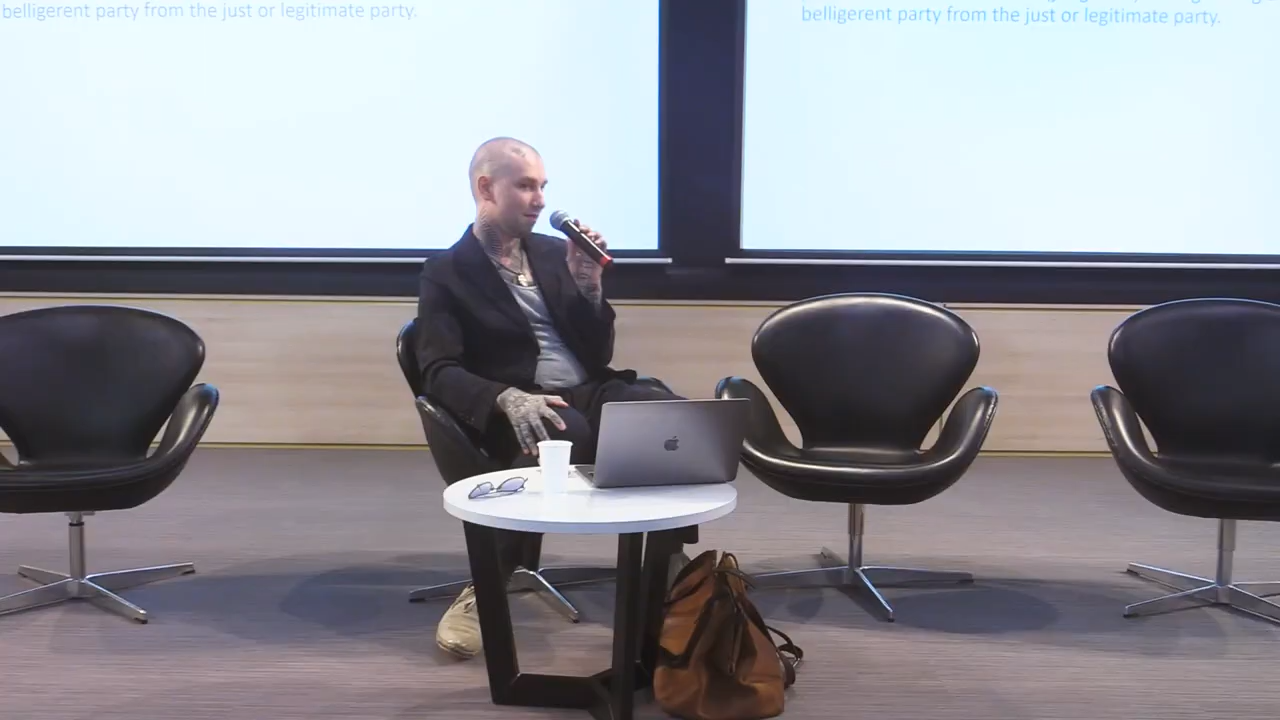 belligerent party from the just or legitimate party.
belligerent party from the just or legitimate party.